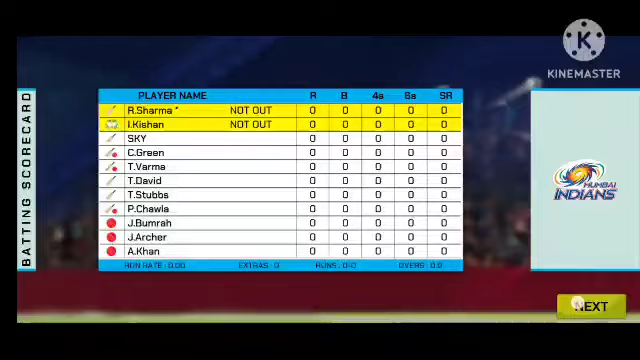 KINEMASTER
BATTING SCORECARD
PLAYER NAME R B 4s 6s SR
R.Sharma * NOT OUT 0 0 0 0 0
I.Kishan NOT OUT 0 0 0 0 0
SKY 0 0 0 0 0
C.Green 0 0 0 0 0
T.Varma 0 0 0 0 0
T.David 0 0 0 0 0
T.Stubbs 0 0 0 0 0
P.Chawla 0 0 0 0 0
J.Bumrah 0 0 0 0 0
J.Archer 0 0 0 0 0
A.Khan 0 0 0 0 0
RUN RATE : 0.00 EXTRAS : 0 RUNS : 0-0 OVERS : 0.0
MUMBAI
INDIANS
NEXT